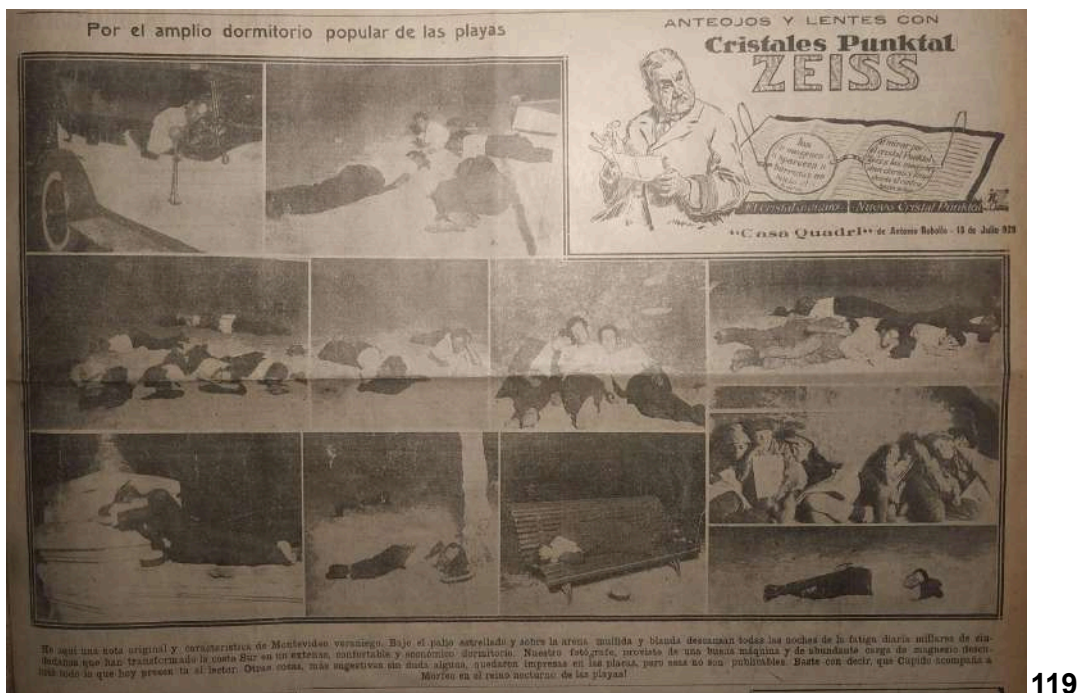 Por el amplio dormitorio popular de las playas
ANTEOJOS Y LENTES CON
Cristales Punktal
ZEISS
Nuevo Cristal Punktal
"Casa Quadri" de Antonio Rebollo - 18 de Julio 929
He aquí una nota original y característica de Montevideo veraniego. Bajo el palio estrellado y sobre la arena mullida y blanda descansan todas las noches de la fatiga diaria millares de ciu-
dadanos que han transformado la costa Sur en un extenso, confortable y económico dormitorio. Nuestro fotógrafo, provisto de una buena máquina y de abundante carga de magnesio descu-
brió todo lo que hoy presenta al lector. Otras cosas, más sugestivas sin duda alguna, quedaron impresas en las placas, pero esas no son publicables. Baste con decir, que Cupido acompaña a
Morfeo en el reino nocturno de las playas!
119